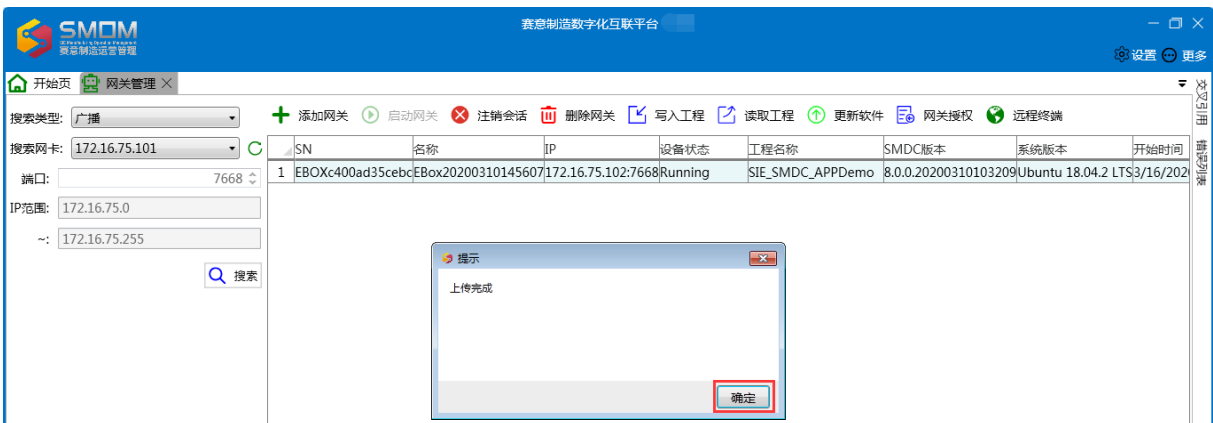 赛意制造数字化互联平台
SMOM
赛意制造运营管理
设置 更多
开始页 网关管理
交叉引用
错误列表
搜索类型: 广播
添加网关 启动网关 注销会话 删除网关 写入工程 读取工程 更新软件 网关授权 远程终端
搜索网卡: 172.16.75.101
SN 名称 IP 设备状态 工程名称 SMDC版本 系统版本 开始时间
1 EBOXc400ad35cebc EBox20200310145607 172.16.75.102:7668 Running SIE_SMDC_APPDemo 8.0.0.20200310103209 Ubuntu 18.04.2 LTS 3/16/202
端口: 7668
IP范围: 172.16.75.0
~: 172.16.75.255
搜索
提示
上传完成
确定